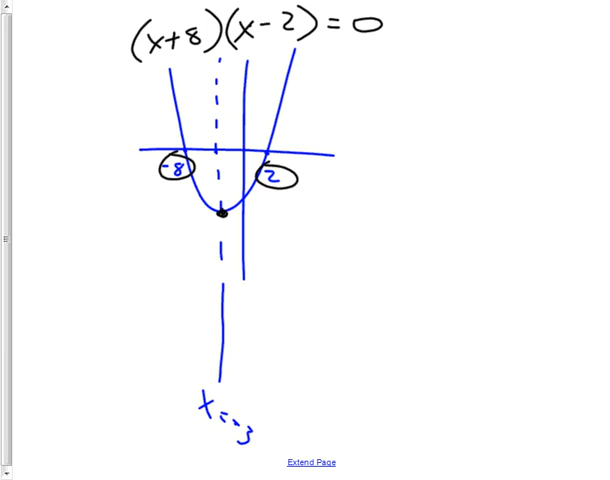 (x+8)(x-2)=0
-8 2
x=-3
Extend Page